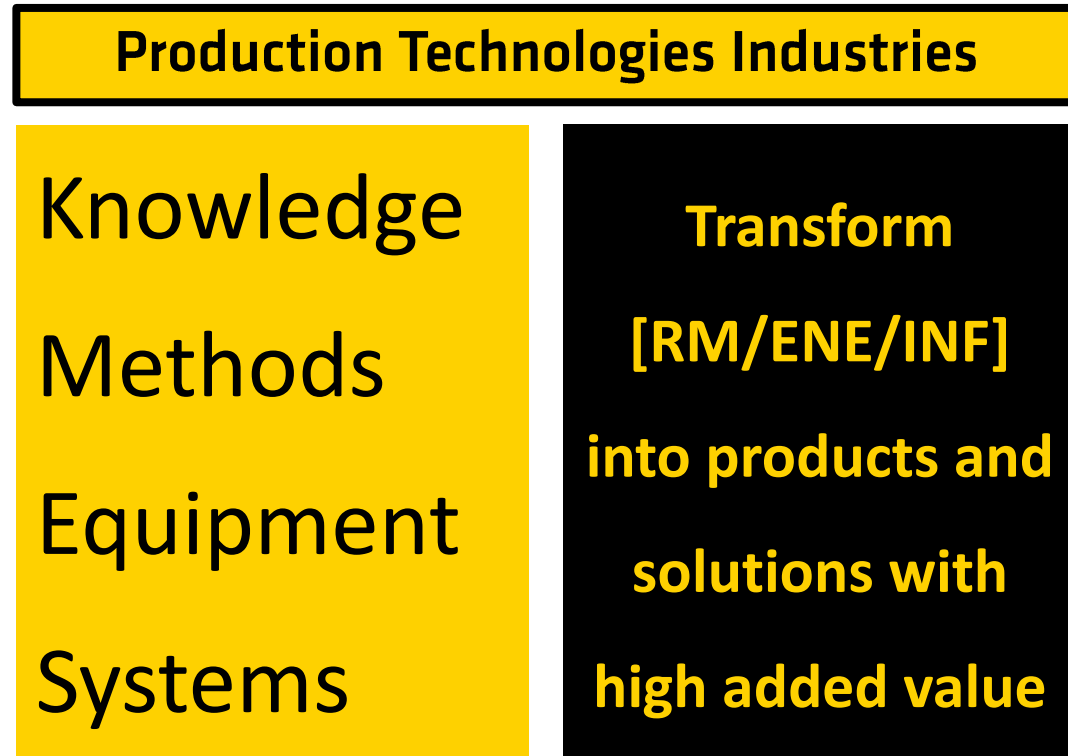 Production Technologies Industries
Knowledge
Methods
Equipment
Systems
Transform
[RM/ENE/INF]
into products and
solutions with
high added value